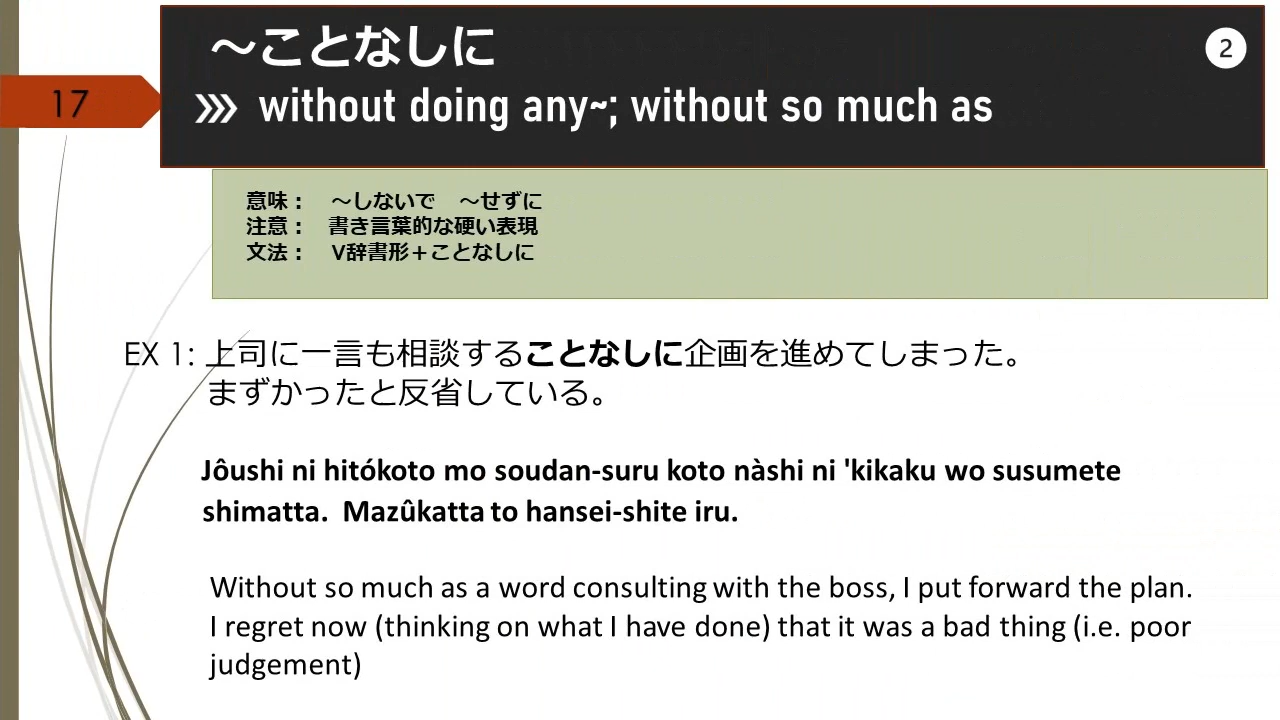 17
～ことなしに
2
››› without doing any~; without so much as
意味：　～しないで　～せずに
注意：　書き言葉的な硬い表現
文法：　V辞書形＋ことなしに
EX 1: 上司に一言も相談することなしに企画を進めてしまった。
まずかったと反省している。
Jôushi ni hitókoto mo soudan-suru koto nàshi ni 'kikaku wo susumete
shimatta.  Mazûkatta to hansei-shite iru.
Without so much as a word consulting with the boss, I put forward the plan.
I regret now (thinking on what I have done) that it was a bad thing (i.e. poor
judgement)